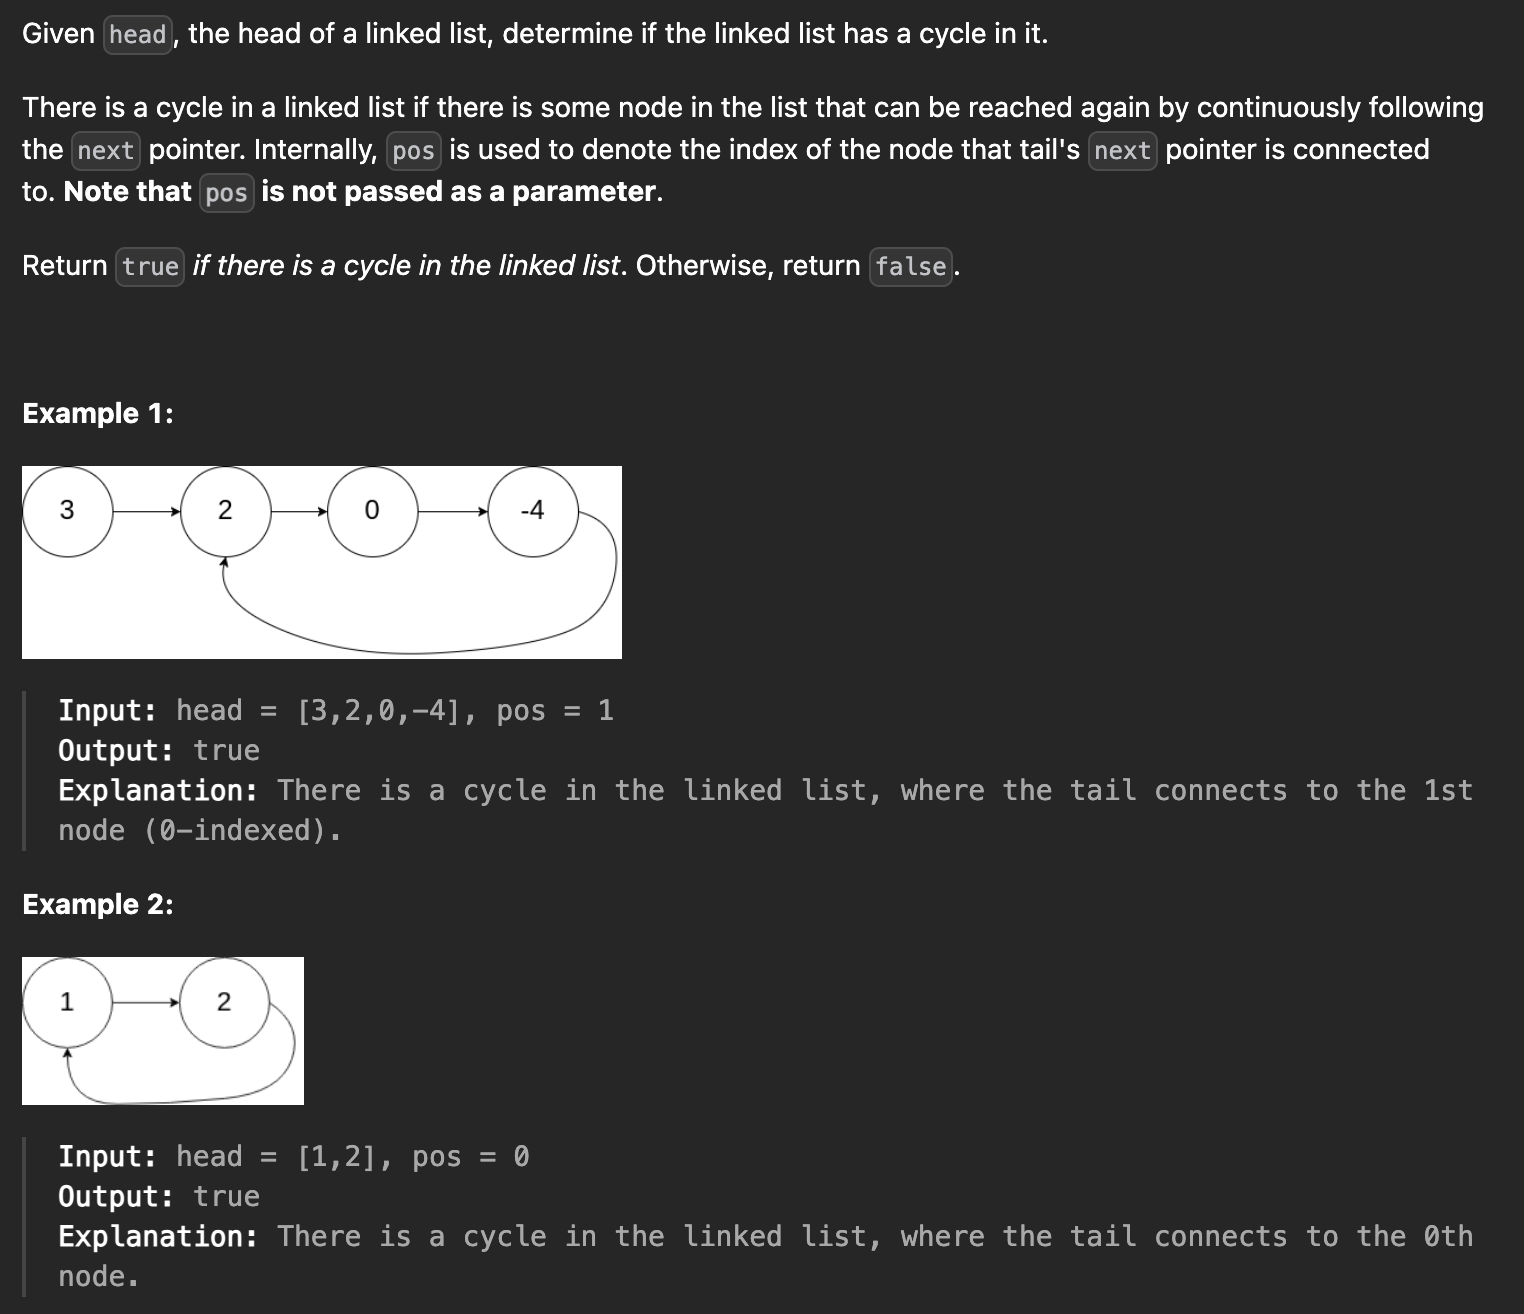 Given head, the head of a linked list, determine if the linked list has a cycle in it.
There is a cycle in a linked list if there is some node in the list that can be reached again by continuously following
the next pointer. Internally, pos is used to denote the index of the node that tail's next pointer is connected
to. Note that pos is not passed as a parameter.
Return true if there is a cycle in the linked list. Otherwise, return false.
Example 1:
3 2 0 -4
Input: head = [3,2,0,-4], pos = 1
Output: true
Explanation: There is a cycle in the linked list, where the tail connects to the 1st
node (0-indexed).
Example 2:
1 2
Input: head = [1,2], pos = 0
Output: true
Explanation: There is a cycle in the linked list, where the tail connects to the 0th
node.